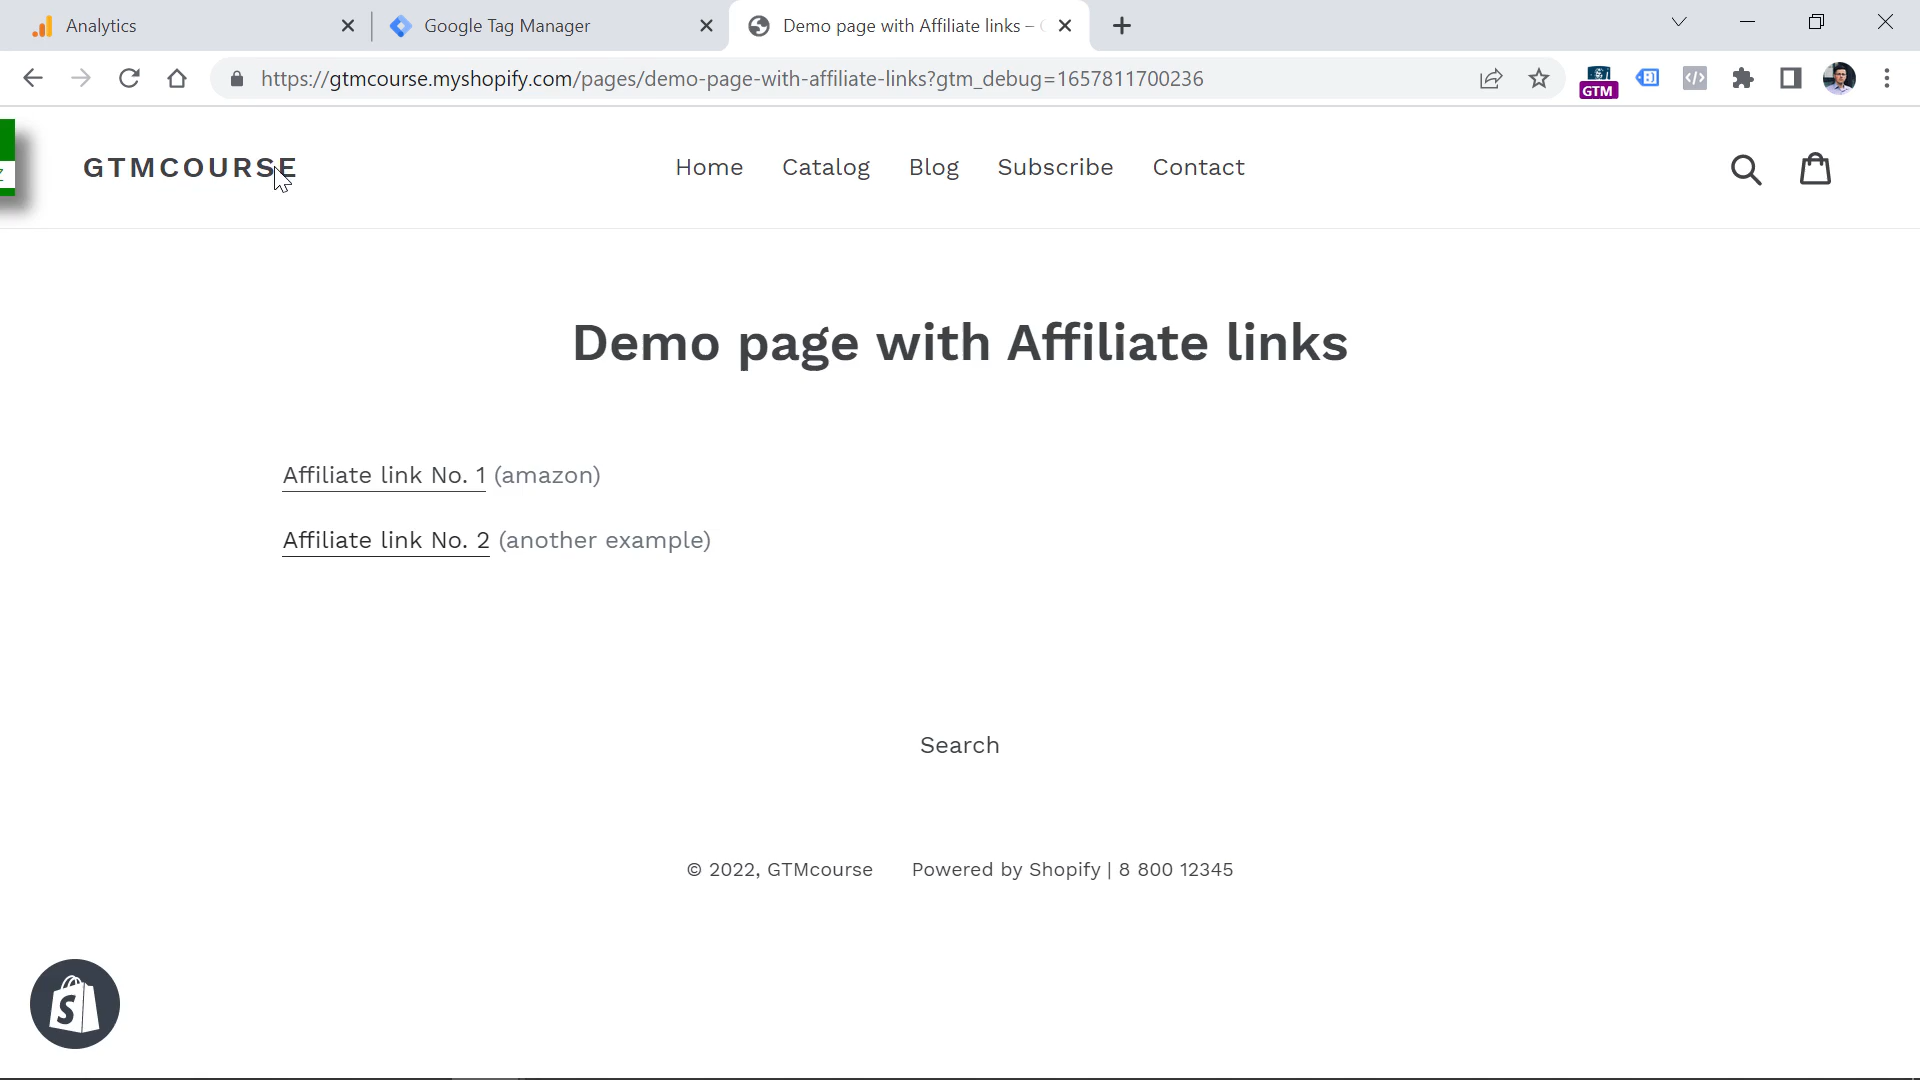 Analytics
Google Tag Manager
Demo page with Affiliate links –
https://gtmcourse.myshopify.com/pages/demo-page-with-affiliate-links?gtm_debug=1657811700236
GTM
GTMCOURSE
Home
Catalog
Blog
Subscribe
Contact
Demo page with Affiliate links
Affiliate link No. 1 (amazon)
Affiliate link No. 2 (another example)
Search
© 2022, GTMcourse
Powered by Shopify | 8 800 12345